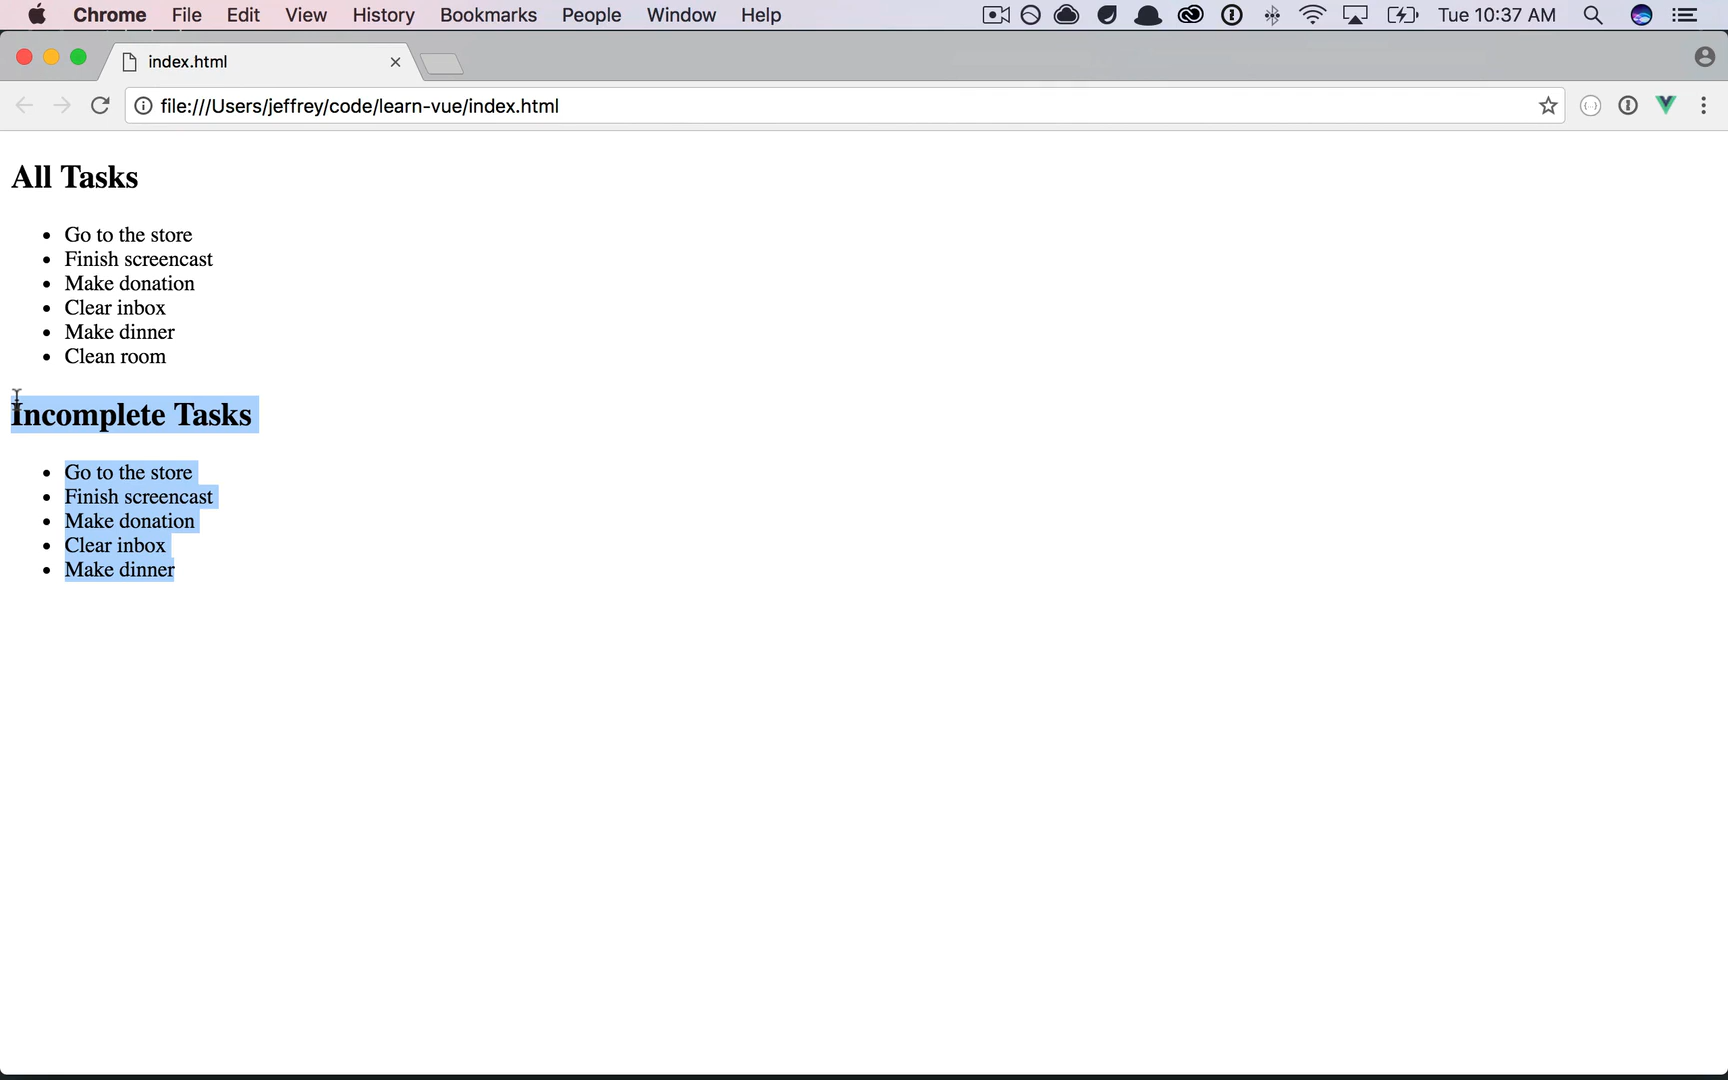 Chrome File Edit View History Bookmarks People Window Help Tue 10:37 AM
index.html
file:///Users/jeffrey/code/learn-vue/index.html
All Tasks
Go to the store
Finish screencast
Make donation
Clear inbox
Make dinner
Clean room
Incomplete Tasks
Go to the store
Finish screencast
Make donation
Clear inbox
Make dinner